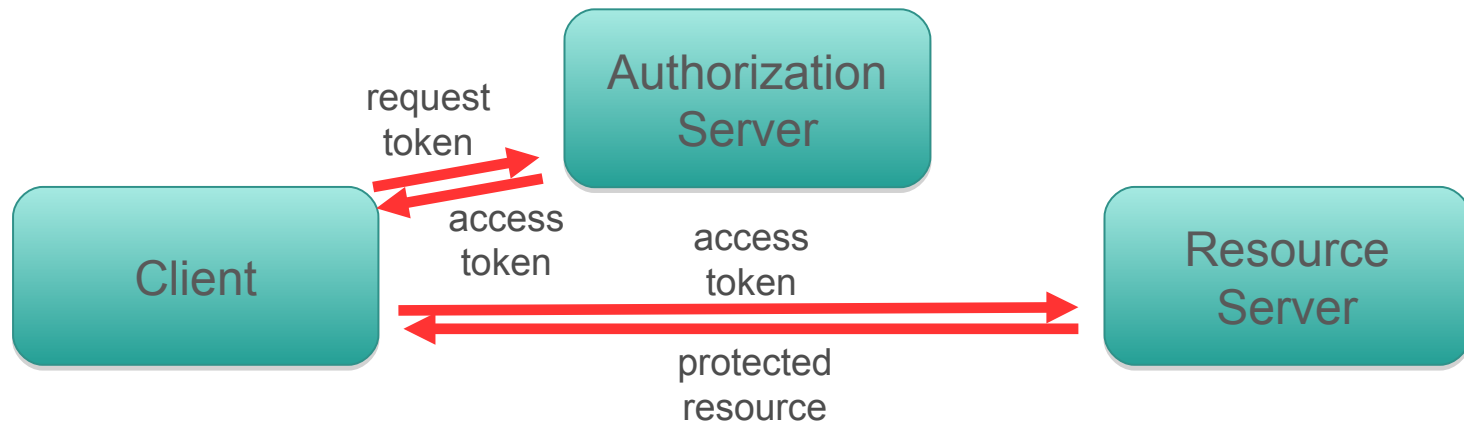 Authorization
Server
request
token
access
token
Client
access
token
Resource
Server
protected
resource